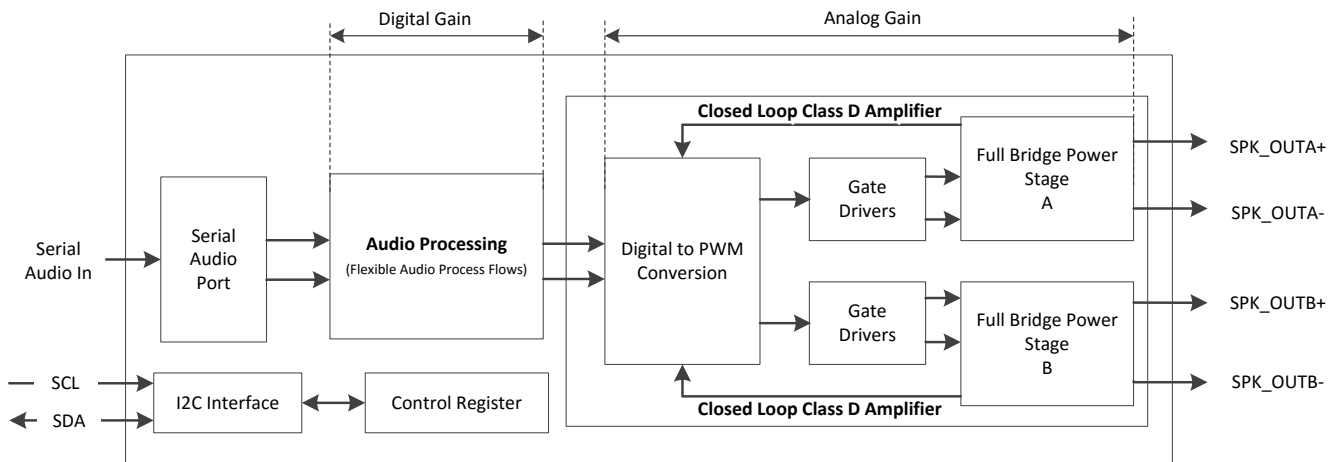 Digital Gain
Analog Gain
Closed Loop Class D Amplifier
Serial
Audio In
Serial
Audio
Port
Audio Processing
(Flexible Audio Process Flows)
Digital to PWM
Conversion
Gate
Drivers
Full Bridge Power
Stage
A
SPK_OUTA+
SPK_OUTA-
Gate
Drivers
Full Bridge Power
Stage
B
SPK_OUTB+
SPK_OUTB-
Closed Loop Class D Amplifier
SCL
SDA
I2C Interface
Control Register